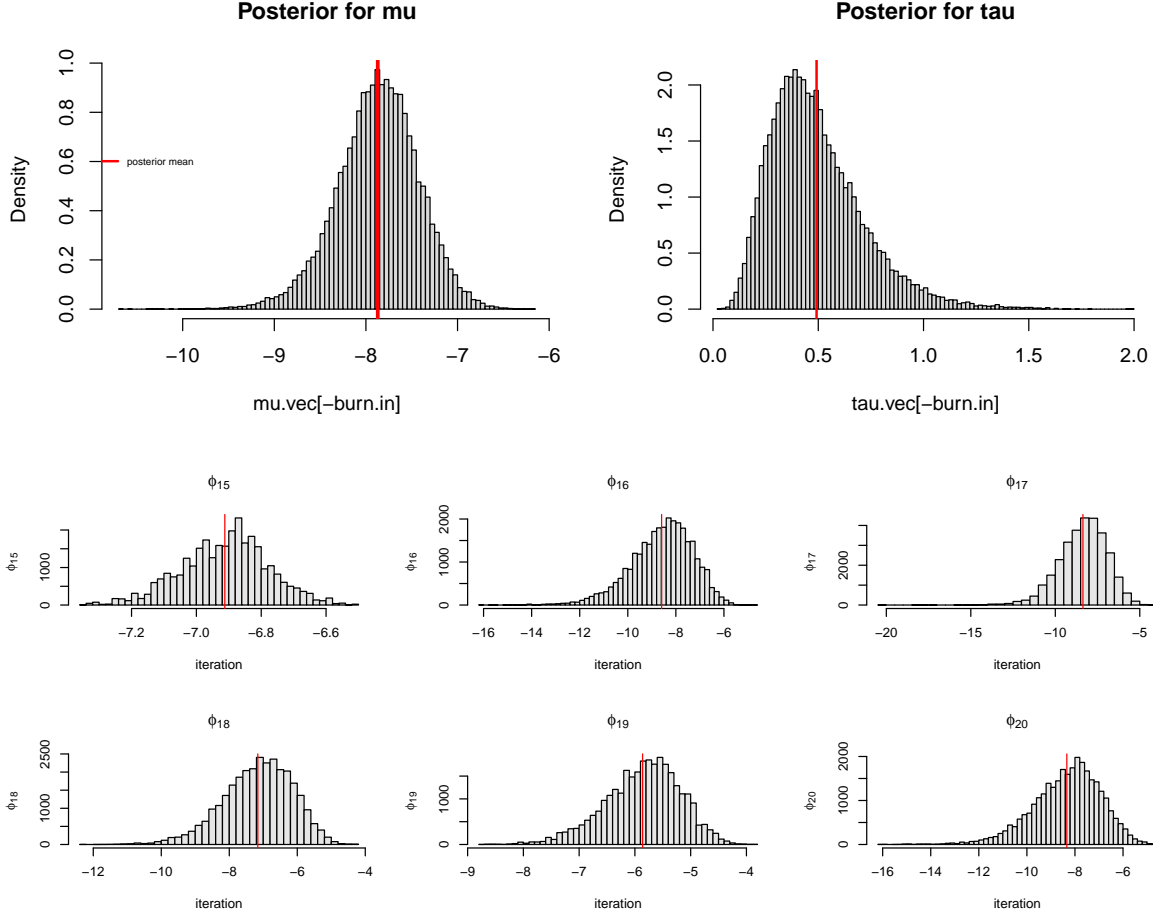 Posterior for mu
Density
0.0 0.2 0.4 0.6 0.8 1.0
posterior mean
−10 −9 −8 −7 −6
mu.vec[−burn.in]
Posterior for tau
Density
0.0 0.5 1.0 1.5 2.0
0.0 0.5 1.0 1.5 2.0
tau.vec[−burn.in]
ϕ15
ϕ15
0 1000
−7.2 −7.0 −6.8 −6.6
iteration
ϕ16
ϕ16
0 1000 2000
−16 −14 −12 −10 −8 −6
iteration
ϕ17
ϕ17
0 2000
−20 −15 −10 −5
iteration
ϕ18
ϕ18
0 1000 2500
−12 −10 −8 −6 −4
iteration
ϕ19
ϕ19
0 1000
−9 −8 −7 −6 −5 −4
iteration
ϕ20
ϕ20
0 1000 2000
−16 −14 −12 −10 −8 −6
iteration